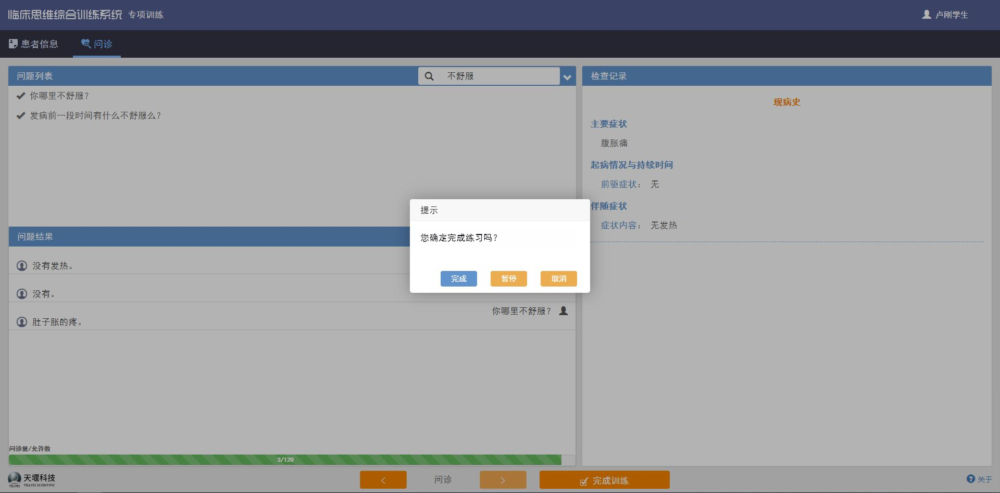 临床思维综合训练系统 专项训练
卢刚学生
患者信息
问诊
问题列表
不舒服
检查记录
你哪里不舒服？
发病前一段时间有什么不舒服么？
现病史
主要症状
腹胀痛
起病情况与持续时间
前驱症状： 无
伴随症状
症状内容： 无发热
提示
您确定完成练习吗？
完成
暂停
取消
问题结果
没有发热。
没有。
你哪里不舒服？
肚子胀的疼。
问诊量/允许数
3/120
天堰科技
TELLYES SCIENTIFIC
TELLYES
<
问诊
>
完成训练
关于